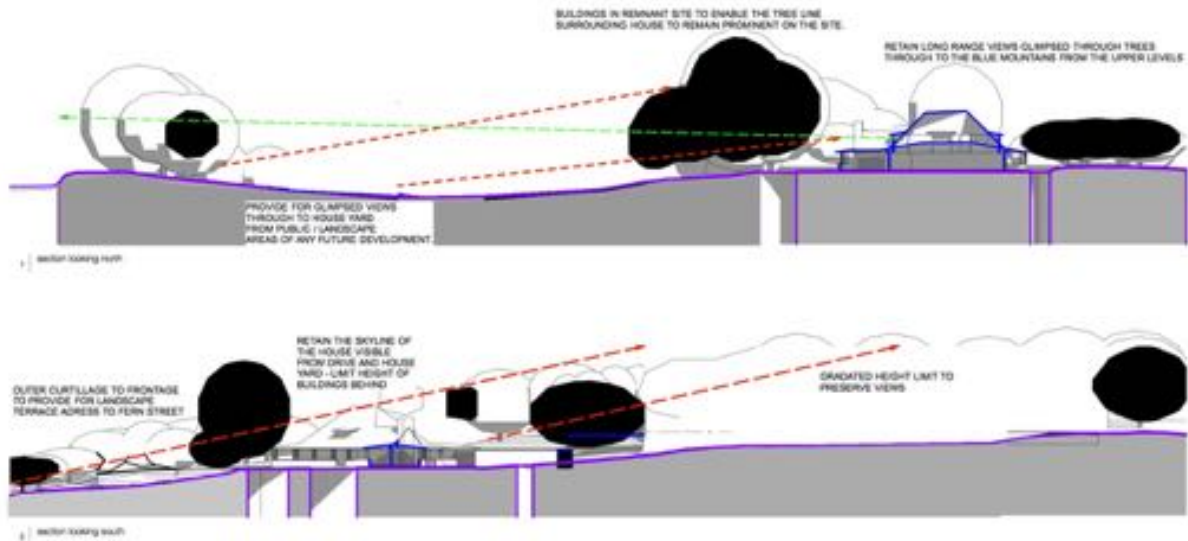 BUILDINGS IN REMNANT SITE TO ENABLE THE TREE LINE
SURROUNDING HOUSE TO REMAIN PROMINENT ON THE SITE.
RETAIN LONG RANGE VIEWS GLIMPSED THROUGH TREES
THROUGH TO THE BLUE MOUNTAINS FROM THE UPPER LEVELS
PROVIDE FOR GLIMPSED VIEWS
THROUGH TO HOUSE YARD
FROM PUBLIC / LANDSCAPE
AREAS OF ANY FUTURE DEVELOPMENT.
1 | section looking north
RETAIN THE SKYLINE OF
THE HOUSE VISIBLE
FROM DRIVE AND HOUSE
YARD - LIMIT HEIGHT OF
BUILDINGS BEHIND
OUTER CURTILLAGE TO FRONTAGE
TO PROVIDE FOR LANDSCAPE
TERRACE ADRESS TO FERN STREET
GRADATED HEIGHT LIMIT TO
PRESERVE VIEWS
2 | section looking south